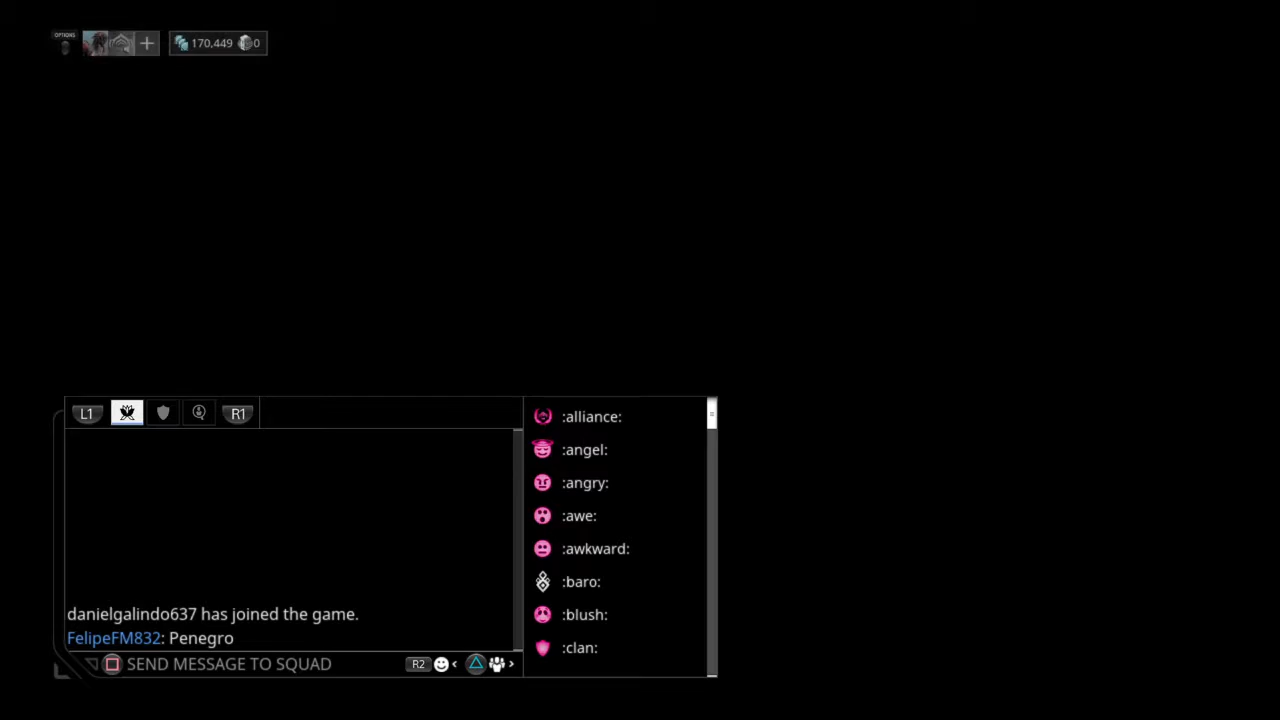 OPTIONS
170,449 0
L1 R1
danielgalindo637 has joined the game.
FelipeFM832: Penegro
SEND MESSAGE TO SQUAD R2
:alliance:
:angel:
:angry:
:awe:
:awkward:
:baro:
:blush:
:clan: